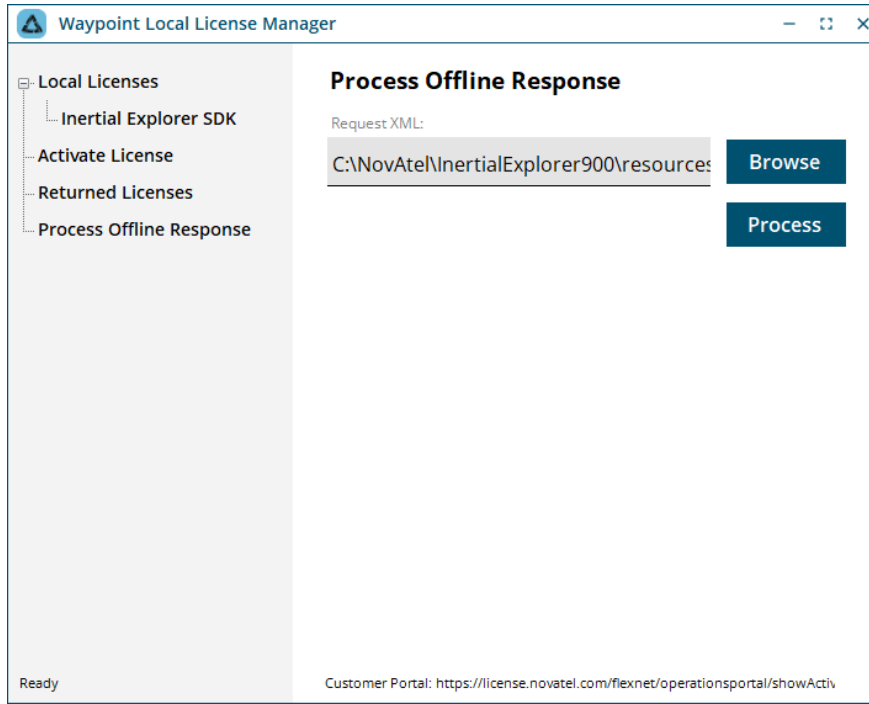 Waypoint Local License Manager
Local Licenses
Inertial Explorer SDK
Activate License
Returned Licenses
Process Offline Response
Process Offline Response
Request XML:
C:\NovAtel\InertialExplorer900\resources
Browse
Process
Ready
Customer Portal: https://license.novatel.com/flexnet/operationsportal/showActiv